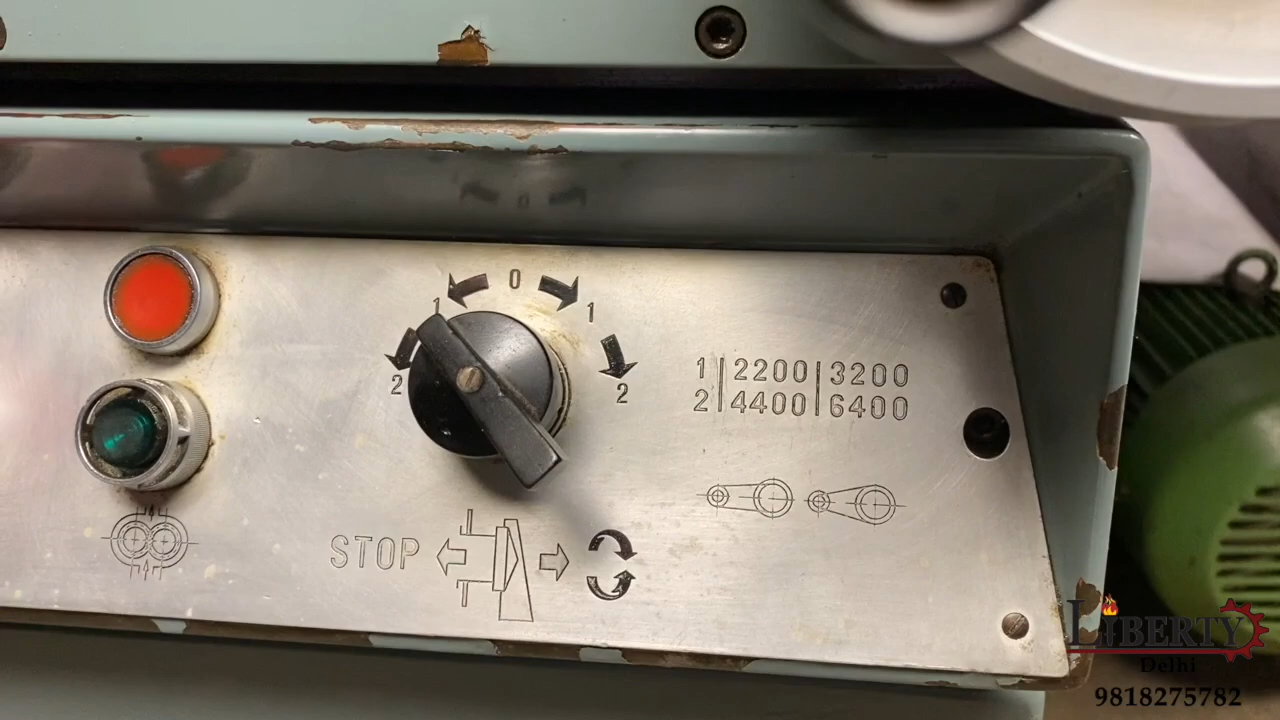 0
1 1
2 2
1 | 2200 | 3200
2 | 4400 | 6400
STOP
LIBERTY
Delhi
9818275782